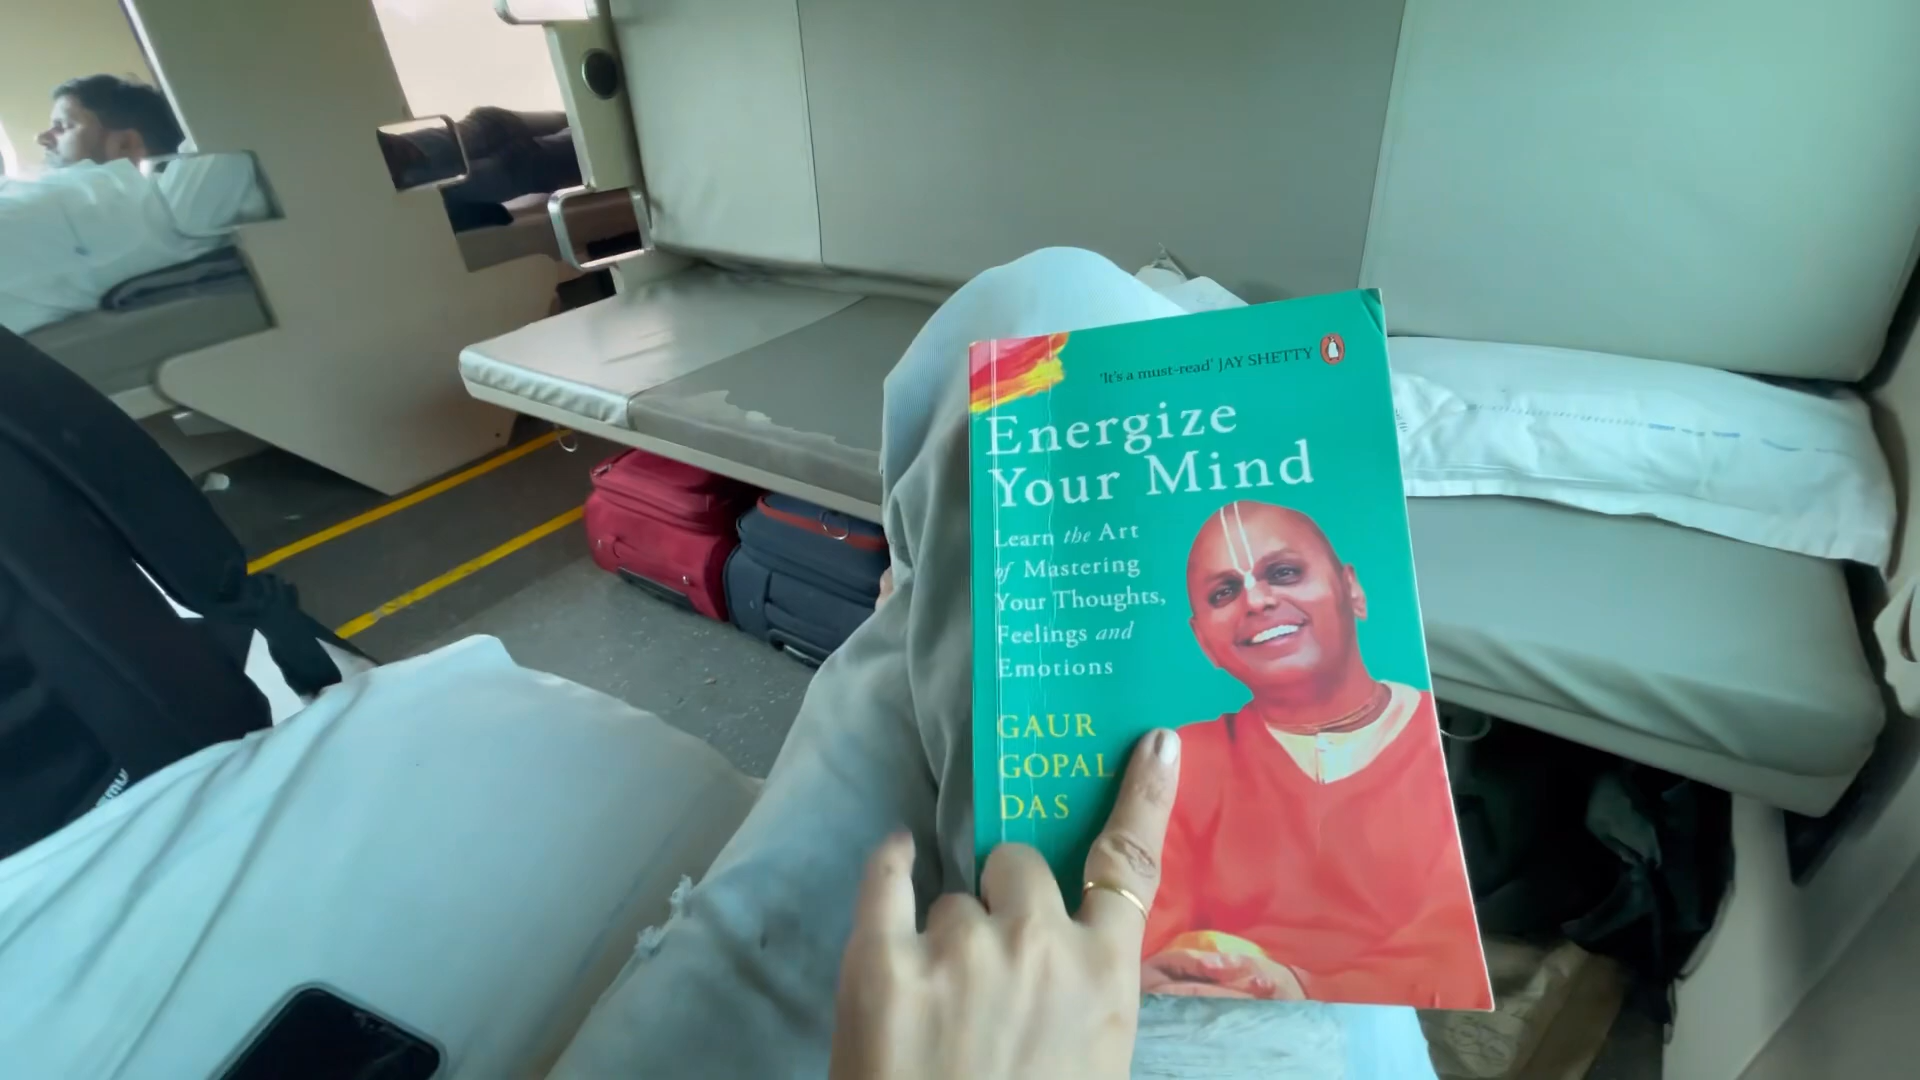 'It's a must-read' JAY SHETTY
Energize
Your Mind
Learn the Art
of Mastering
Your Thoughts,
Feelings and
Emotions
GAUR
GOPAL
DAS